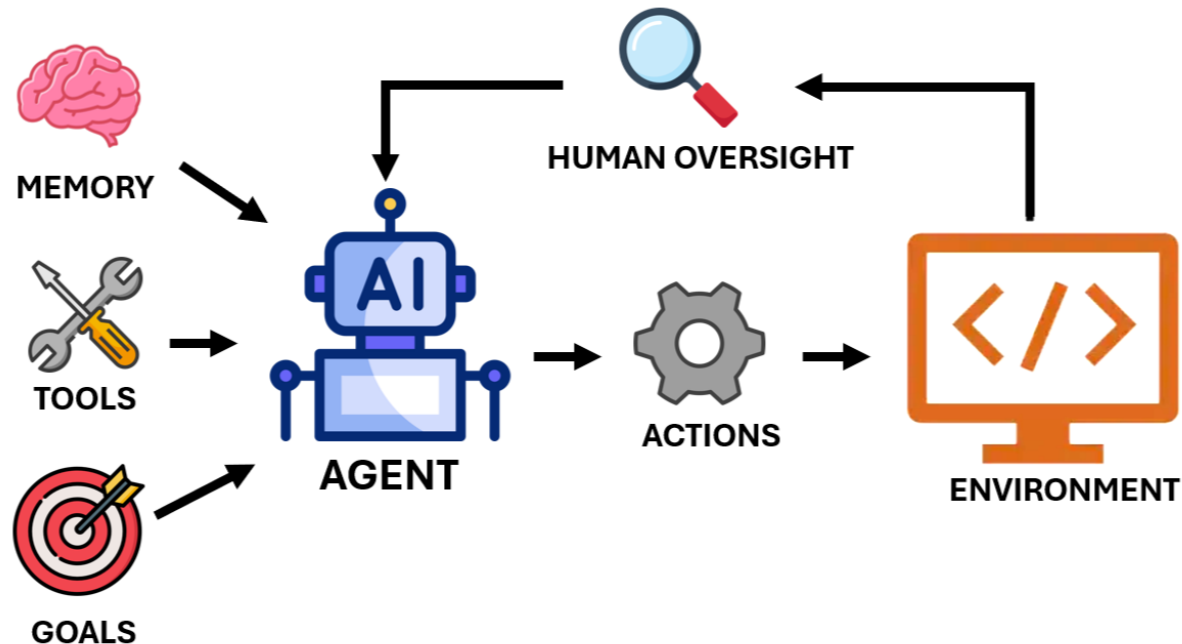 MEMORY
HUMAN OVERSIGHT
AI
</>
TOOLS
AGENT
ACTIONS
ENVIRONMENT
GOALS